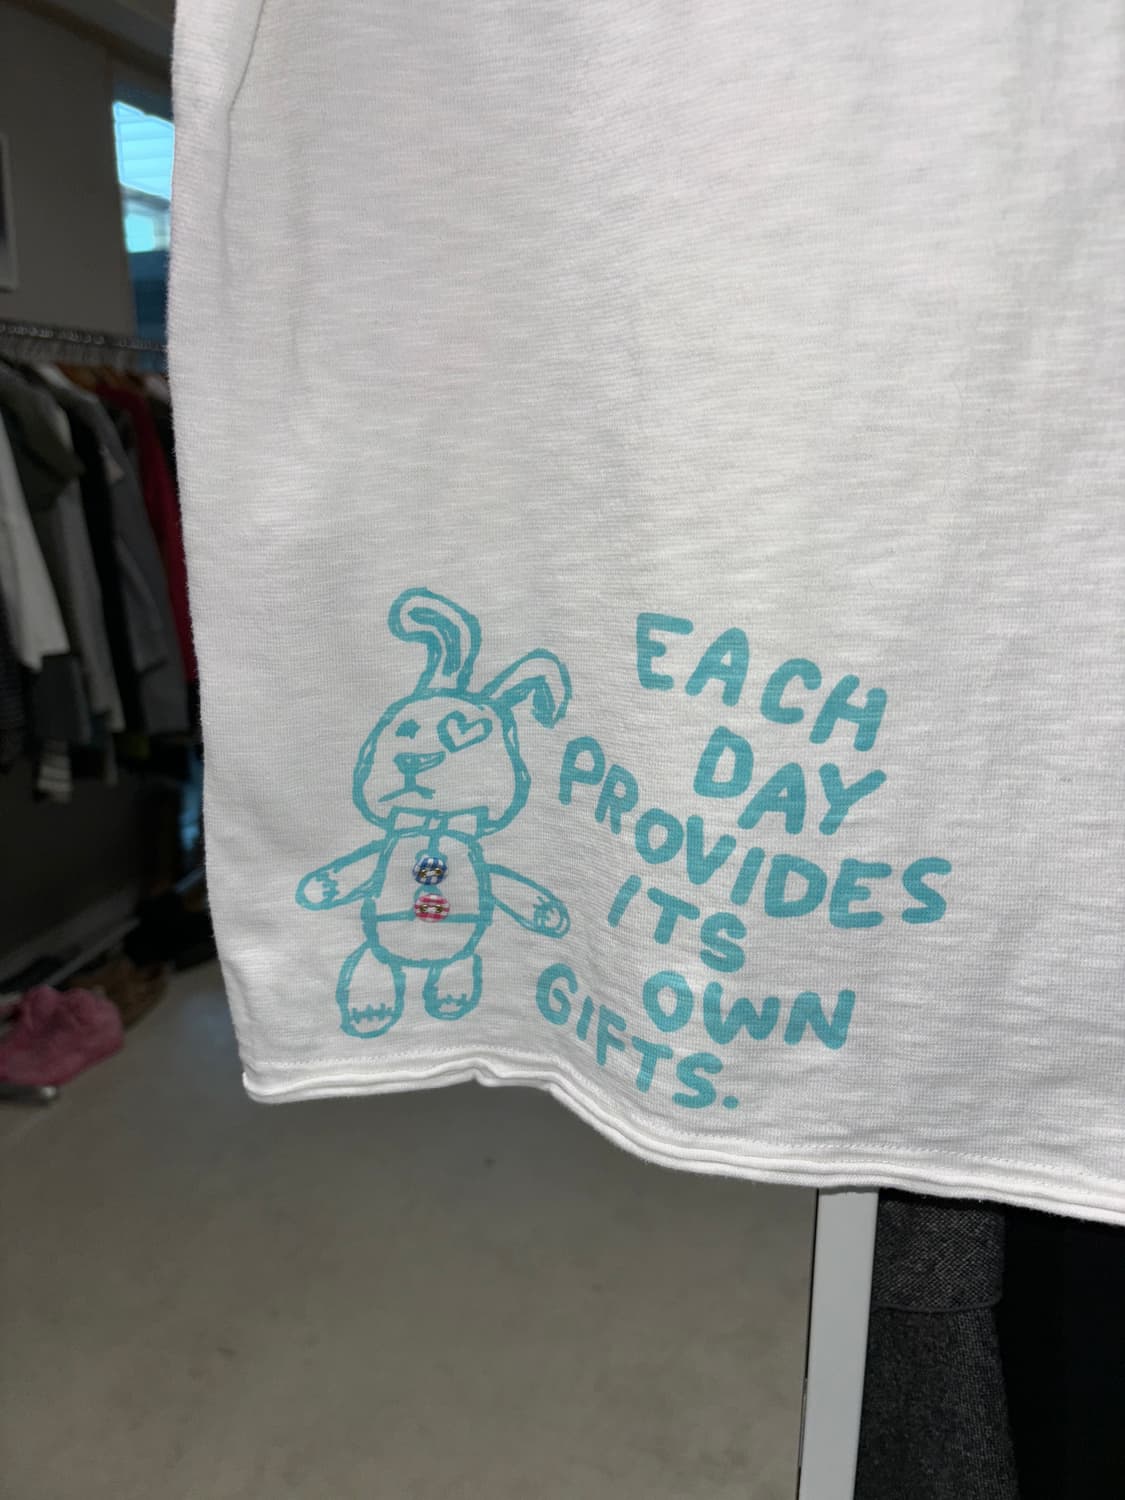 EACH
DAY
PROVIDES
ITS
OWN
GIFTS.